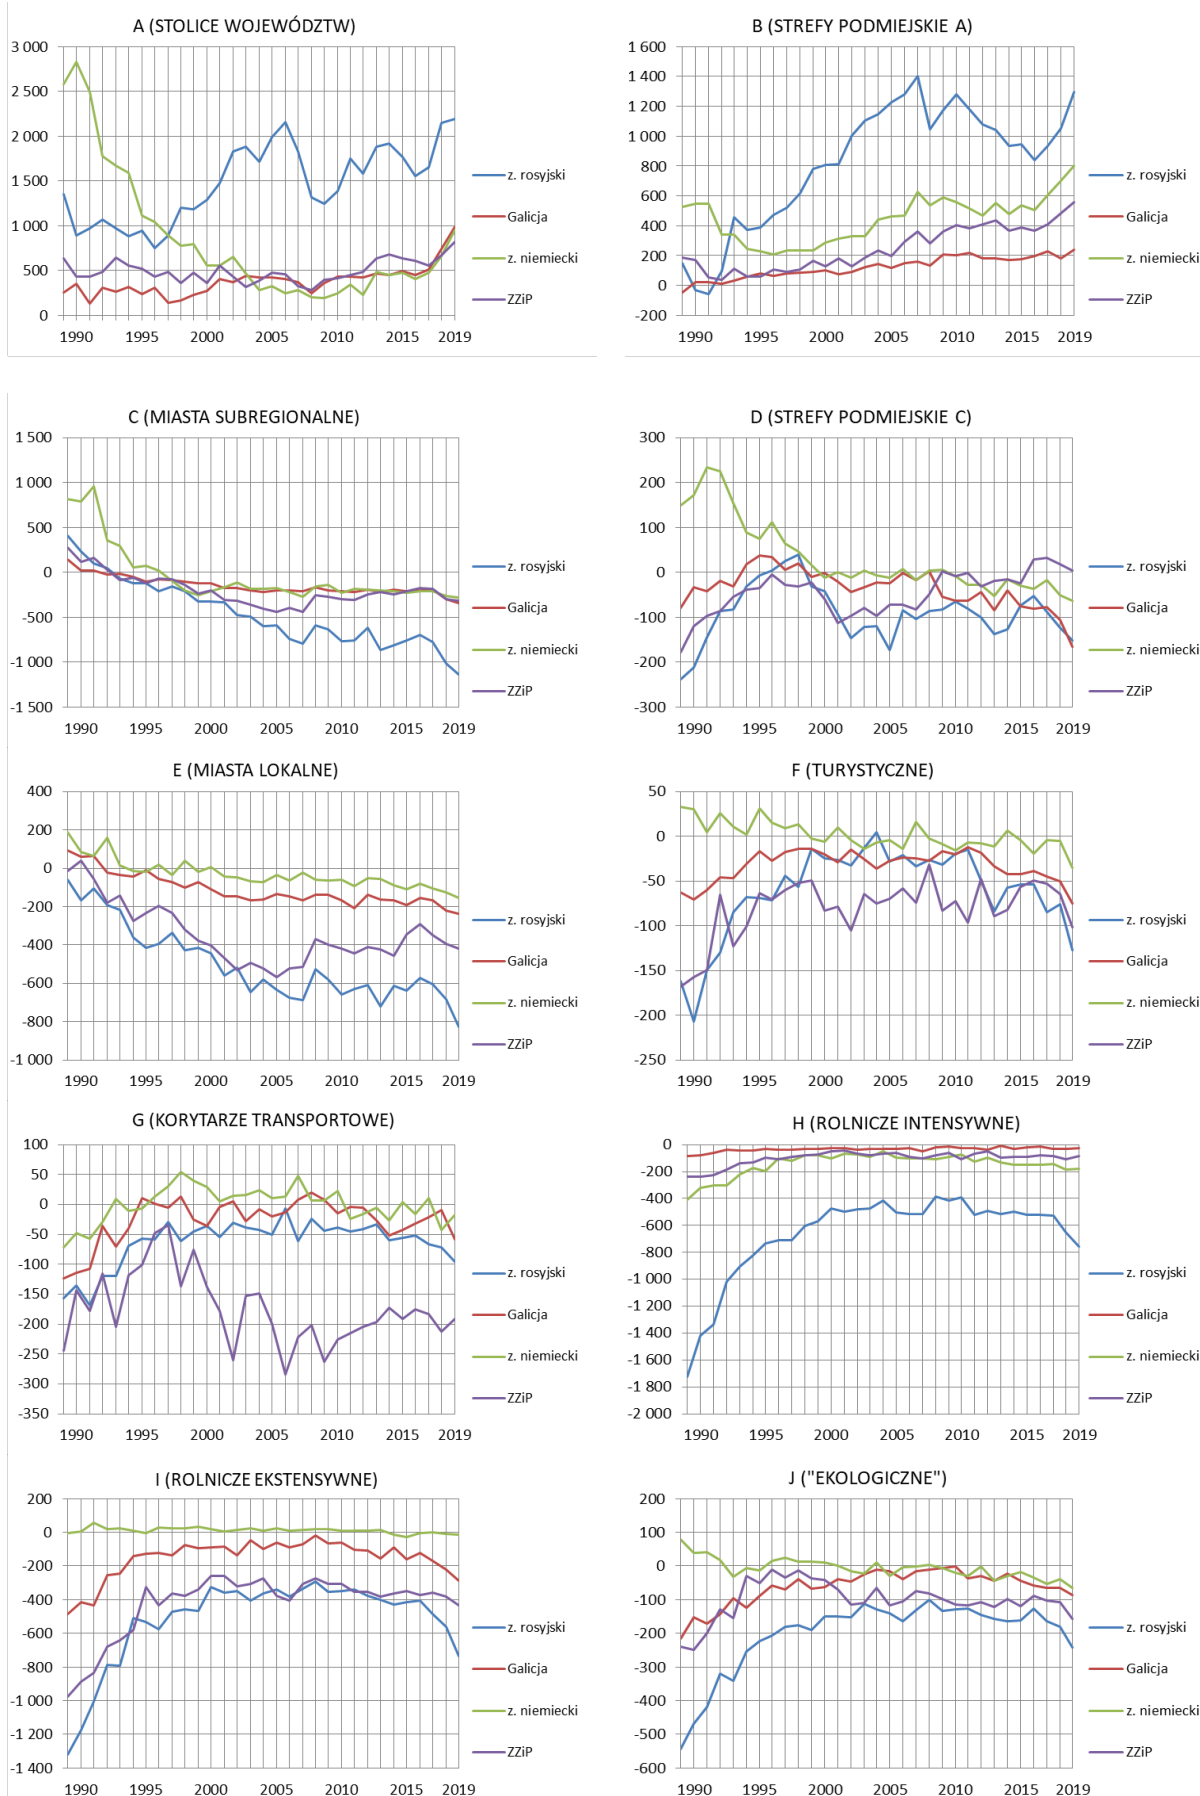 A (STOLICE WOJEWÓDZTW)
3 000
2 500
2 000
1 500
1 000
500
0
1990 1995 2000 2005 2010 2015 2019
z. rosyjski
Galicja
z. niemiecki
ZZiP
B (STREFY PODMIEJSKIE A)
1 600
1 400
1 200
1 000
800
600
400
200
0
-200
1990 1995 2000 2005 2010 2015 2019
z. rosyjski
Galicja
z. niemiecki
ZZiP
C (MIASTA SUBREGIONALNE)
1 500
1 000
500
0
-500
-1 000
-1 500
1990 1995 2000 2005 2010 2015 2019
z. rosyjski
Galicja
z. niemiecki
ZZiP
D (STREFY PODMIEJSKIE C)
300
200
100
0
-100
-200
-300
1990 1995 2000 2005 2010 2015 2019
z. rosyjski
Galicja
z. niemiecki
ZZiP
E (MIASTA LOKALNE)
400
200
0
-200
-400
-600
-800
-1 000
1990 1995 2000 2005 2010 2015 2019
z. rosyjski
Galicja
z. niemiecki
ZZiP
F (TURYSTYCZNE)
50
0
-50
-100
-150
-200
-250
1990 1995 2000 2005 2010 2015 2019
z. rosyjski
Galicja
z. niemiecki
ZZiP
G (KORYTARZE TRANSPORTOWE)
100
50
0
-50
-100
-150
-200
-250
-300
-350
1990 1995 2000 2005 2010 2015 2019
z. rosyjski
Galicja
z. niemiecki
ZZiP
H (ROLNICZE INTENSYWNE)
0
-200
-400
-600
-800
-1 000
-1 200
-1 400
-1 600
-1 800
-2 000
1990 1995 2000 2005 2010 2015 2019
z. rosyjski
Galicja
z. niemiecki
ZZiP
I (ROLNICZE EKSTENSYWNE)
200
0
-200
-400
-600
-800
-1 000
-1 200
-1 400
1990 1995 2000 2005 2010 2015 2019
z. rosyjski
Galicja
z. niemiecki
ZZiP
J ("EKOLOGICZNE")
200
100
0
-100
-200
-300
-400
-500
-600
1990 1995 2000 2005 2010 2015 2019
z. rosyjski
Galicja
z. niemiecki
ZZiP